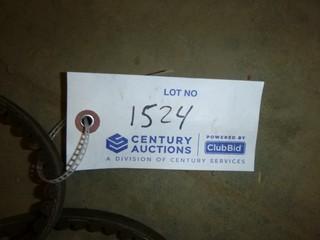 LOT NO
1524
CENTURY AUCTIONS
POWERED BY
ClubBid
A DIVISION OF CENTURY SERVICES